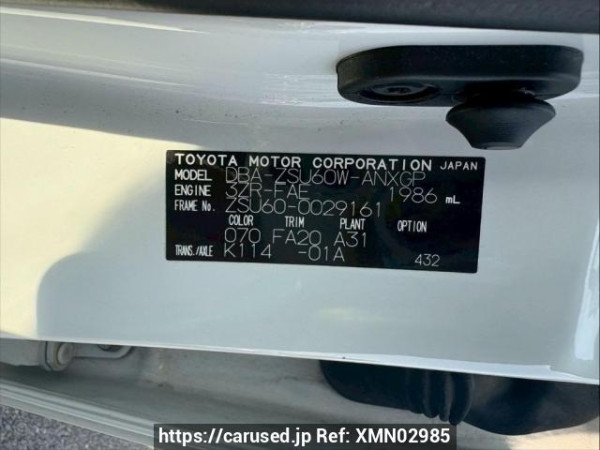 TOYOTA MOTOR CORPORATION JAPAN
MODEL DBA-ZSU60W-ANXGP
ENGINE 3ZR-FAE 1986 mL
FRAME No. ZSU60-0029161
COLOR TRIM PLANT OPTION
070 FA20 A31
TRANS./AXLE K114 -01A 432
https://carused.jp Ref: XMN02985